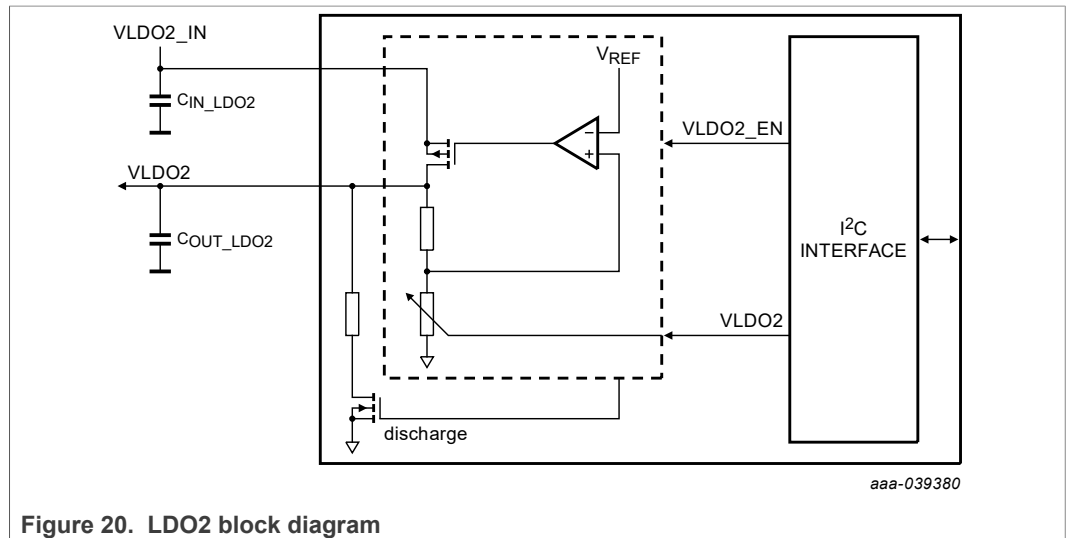 VLDO2_IN
CIN_LDO2
VLDO2
COUT_LDO2
VREF
−
+
VLDO2_EN
VLDO2
I2C
INTERFACE
discharge
aaa-039380
Figure 20. LDO2 block diagram